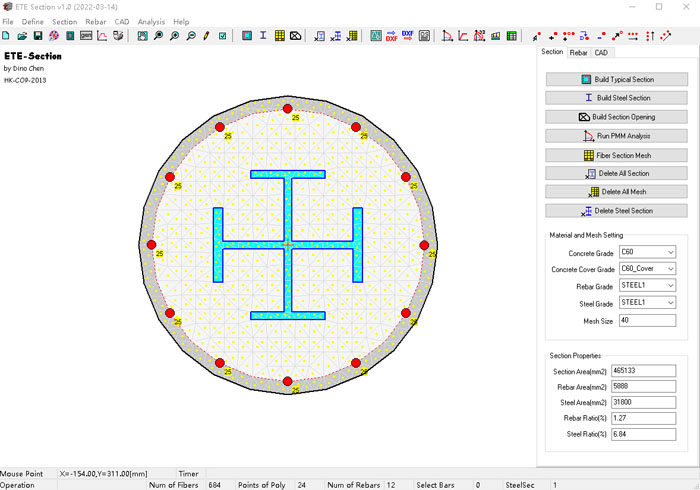 ETE Section v1.0 (2022-03-14)
File Define Section Rebar CAD Analysis Help
DXF DXF
ETE-Section
by Dino Chen
HK-COP-2013
25
25 25
25 25
25 25
25 25
25 25
25
Section Rebar CAD
Build Typical Section
Build Steel Section
Build Section Opening
Run PMM Analysis
Fiber Section Mesh
Delete All Section
Delete All Mesh
Delete Steel Section
Material and Mesh Setting
Concrete Grade C60
Concrete Cover Grade C60_Cover
Rebar Grade STEEL1
Steel Grade STEEL1
Mesh Size 40
Section Properties
Section Area(mm2) 465133
Rebar Area(mm2) 5888
Steel Area(mm2) 31800
Rebar Ratio(%) 1.27
Steel Ratio(%) 6.84
Mouse Point X=-154.00,Y=311.00[mm] Timer
Operation Num of Fibers 684 Points of Poly 24 Num of Rebars 12 Select Bars 0 SteelSec 1